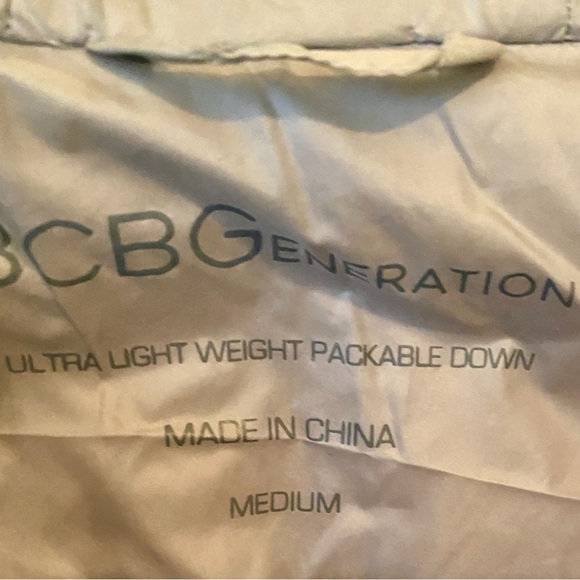 BCBGENERATION
ULTRA LIGHT WEIGHT PACKABLE DOWN
MADE IN CHINA
MEDIUM